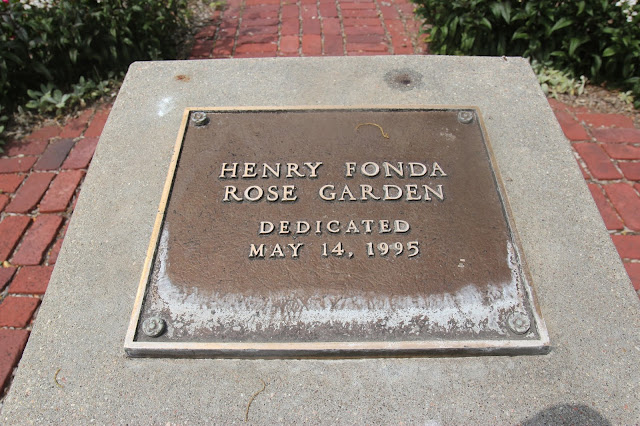 HENRY FONDA
ROSE GARDEN
DEDICATED
MAY 14, 1995